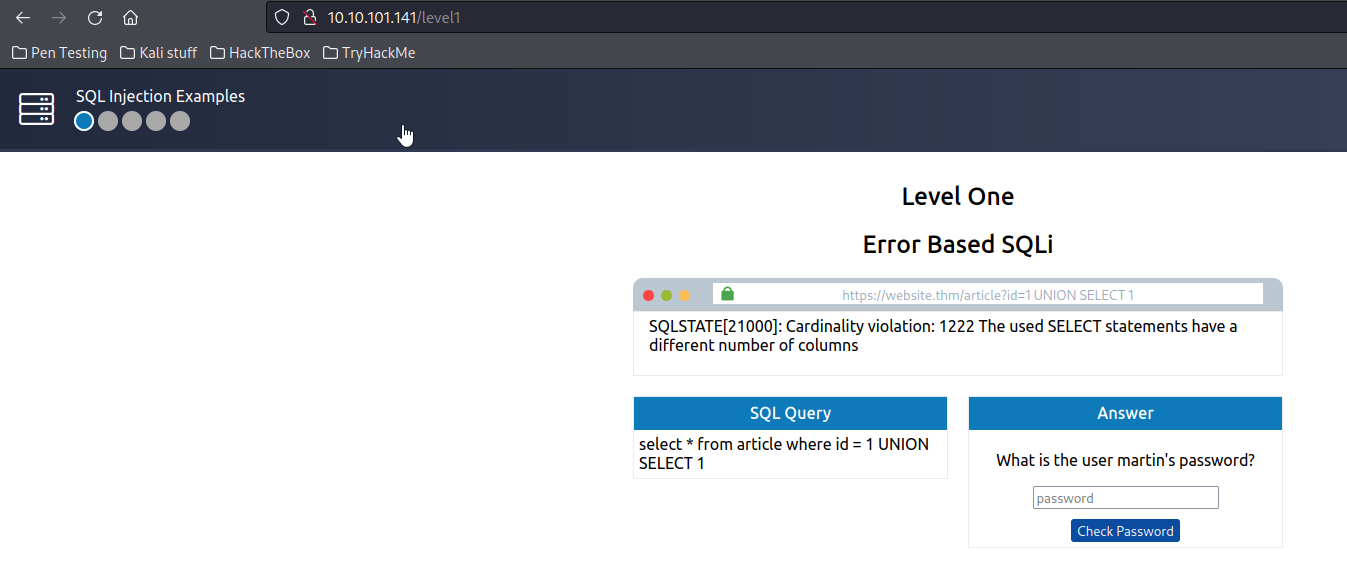 10.10.101.141/level1
Pen Testing Kali stuff HackTheBox TryHackMe
SQL Injection Examples
Level One
Error Based SQLi
https://website.thm/article?id=1 UNION SELECT 1
SQLSTATE[21000]: Cardinality violation: 1222 The used SELECT statements have a
different number of columns
SQL Query
select * from article where id = 1 UNION
SELECT 1
Answer
What is the user martin's password?
password
Check Password